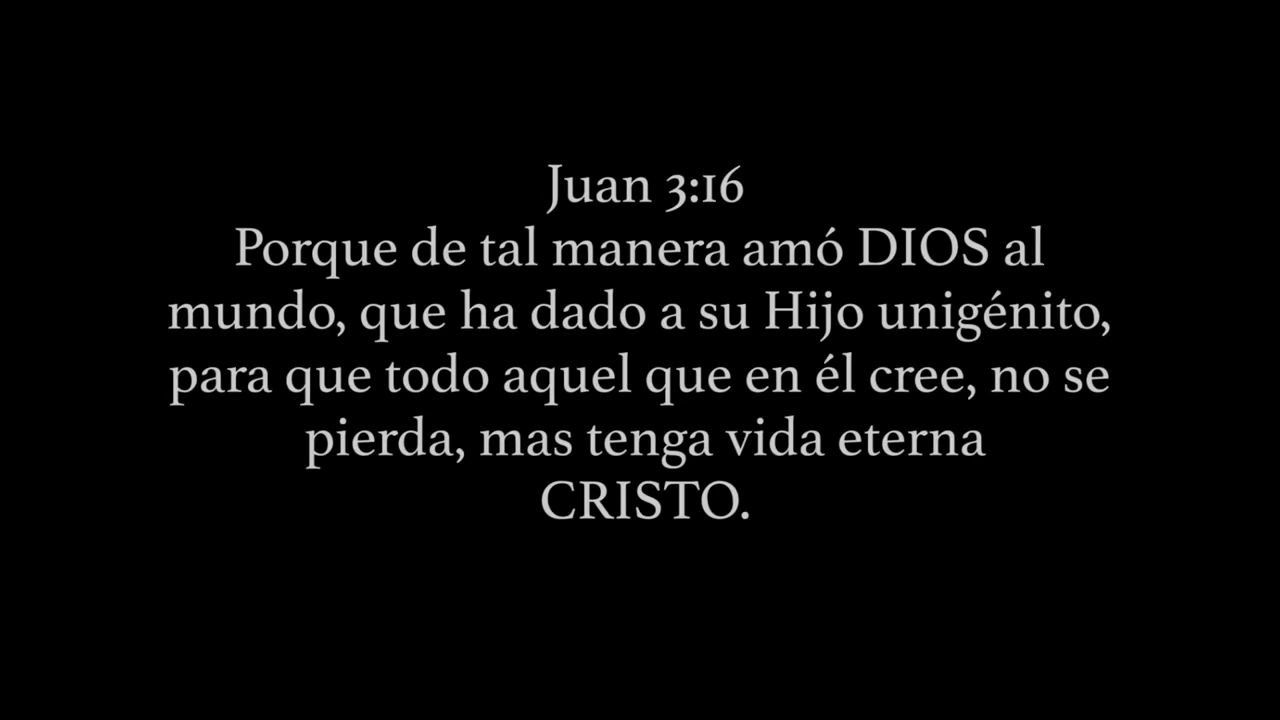 Juan 3:16
Porque de tal manera amó DIOS al
mundo, que ha dado a su Hijo unigénito,
para que todo aquel que en él cree, no se
pierda, mas tenga vida eterna
CRISTO.